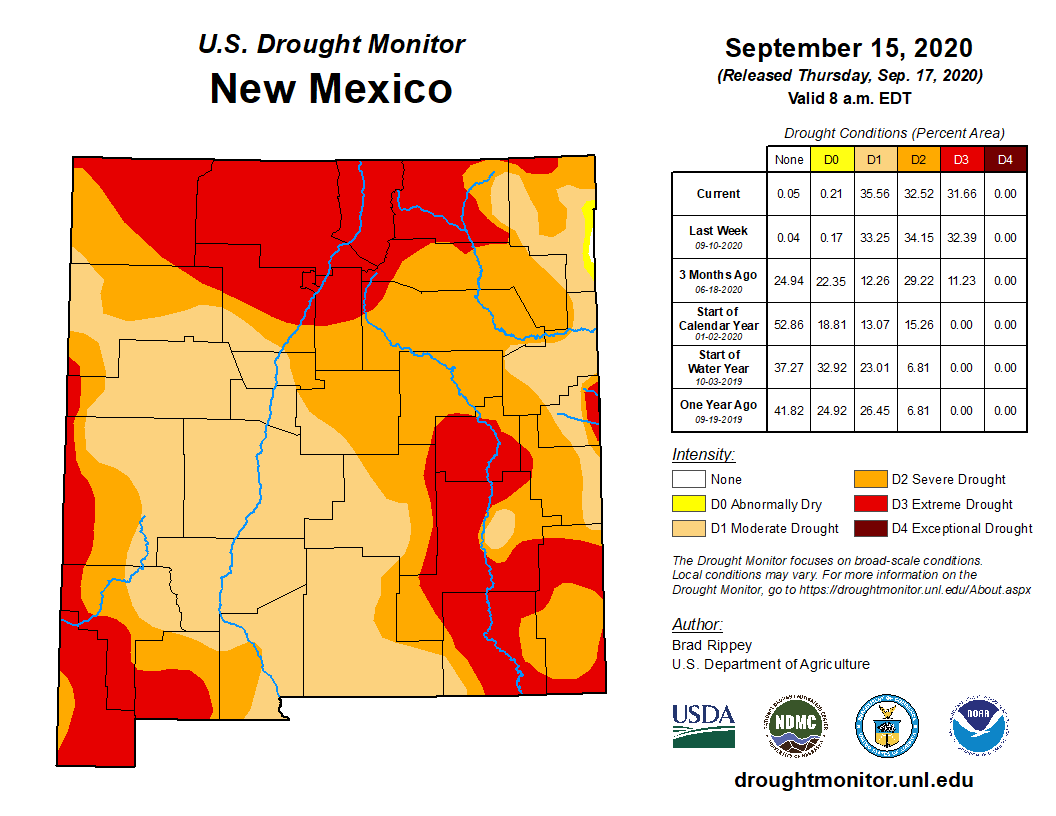 U.S. Drought Monitor
New Mexico
September 15, 2020
(Released Thursday, Sep. 17, 2020)
Valid 8 a.m. EDT
Drought Conditions (Percent Area)
None D0 D1 D2 D3 D4
Current 0.05 0.21 35.56 32.52 31.66 0.00
Last Week
09-10-2020 0.04 0.17 33.25 34.15 32.39 0.00
3 Months Ago
06-18-2020 24.94 22.35 12.26 29.22 11.23 0.00
Start of
Calendar Year
01-02-2020 52.86 18.81 13.07 15.26 0.00 0.00
Start of
Water Year
10-03-2019 37.27 32.92 23.01 6.81 0.00 0.00
One Year Ago
09-19-2019 41.82 24.92 26.45 6.81 0.00 0.00
Intensity:
None
D0 Abnormally Dry
D1 Moderate Drought
D2 Severe Drought
D3 Extreme Drought
D4 Exceptional Drought
The Drought Monitor focuses on broad-scale conditions.
Local conditions may vary. For more information on the
Drought Monitor, go to https://droughtmonitor.unl.edu/About.aspx
Author:
Brad Rippey
U.S. Department of Agriculture
USDA
NDMC
NOAA
droughtmonitor.unl.edu